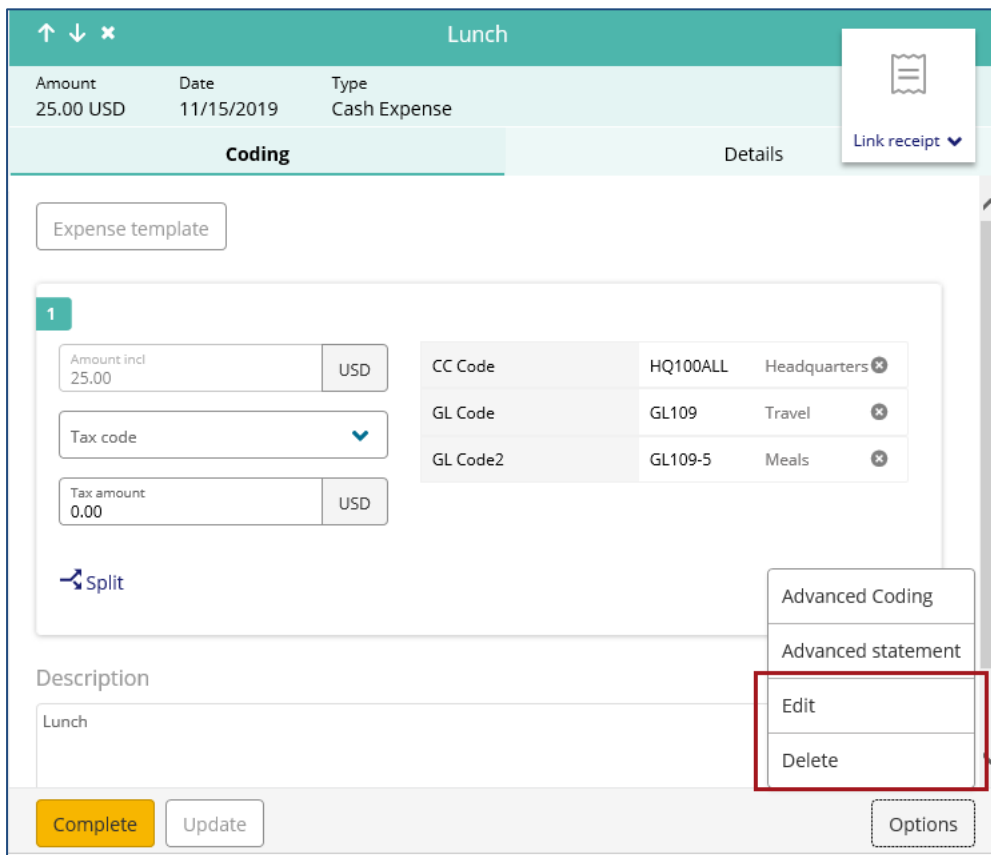 Lunch
Amount Date Type
25.00 USD 11/15/2019 Cash Expense
Link receipt
Coding Details
Expense template
1
Amount incl
25.00 USD
CC Code HQ100ALL Headquarters
Tax code
GL Code GL109 Travel
GL Code2 GL109-5 Meals
Tax amount
0.00 USD
Split
Advanced Coding
Advanced statement
Edit
Delete
Description
Lunch
Complete Update Options